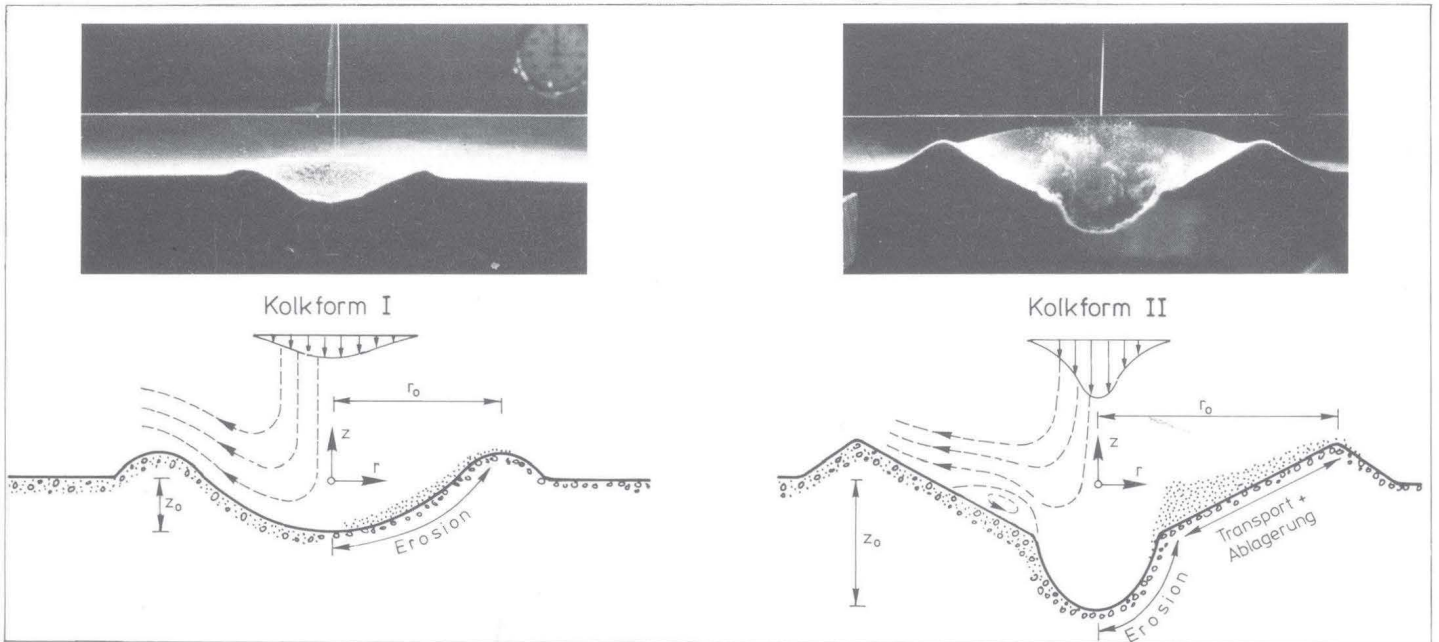 Kolkform I
r₀
z
r
z₀
Erosion
Kolkform II
r₀
z
r
z₀
Transport +
Ablagerung
Erosion